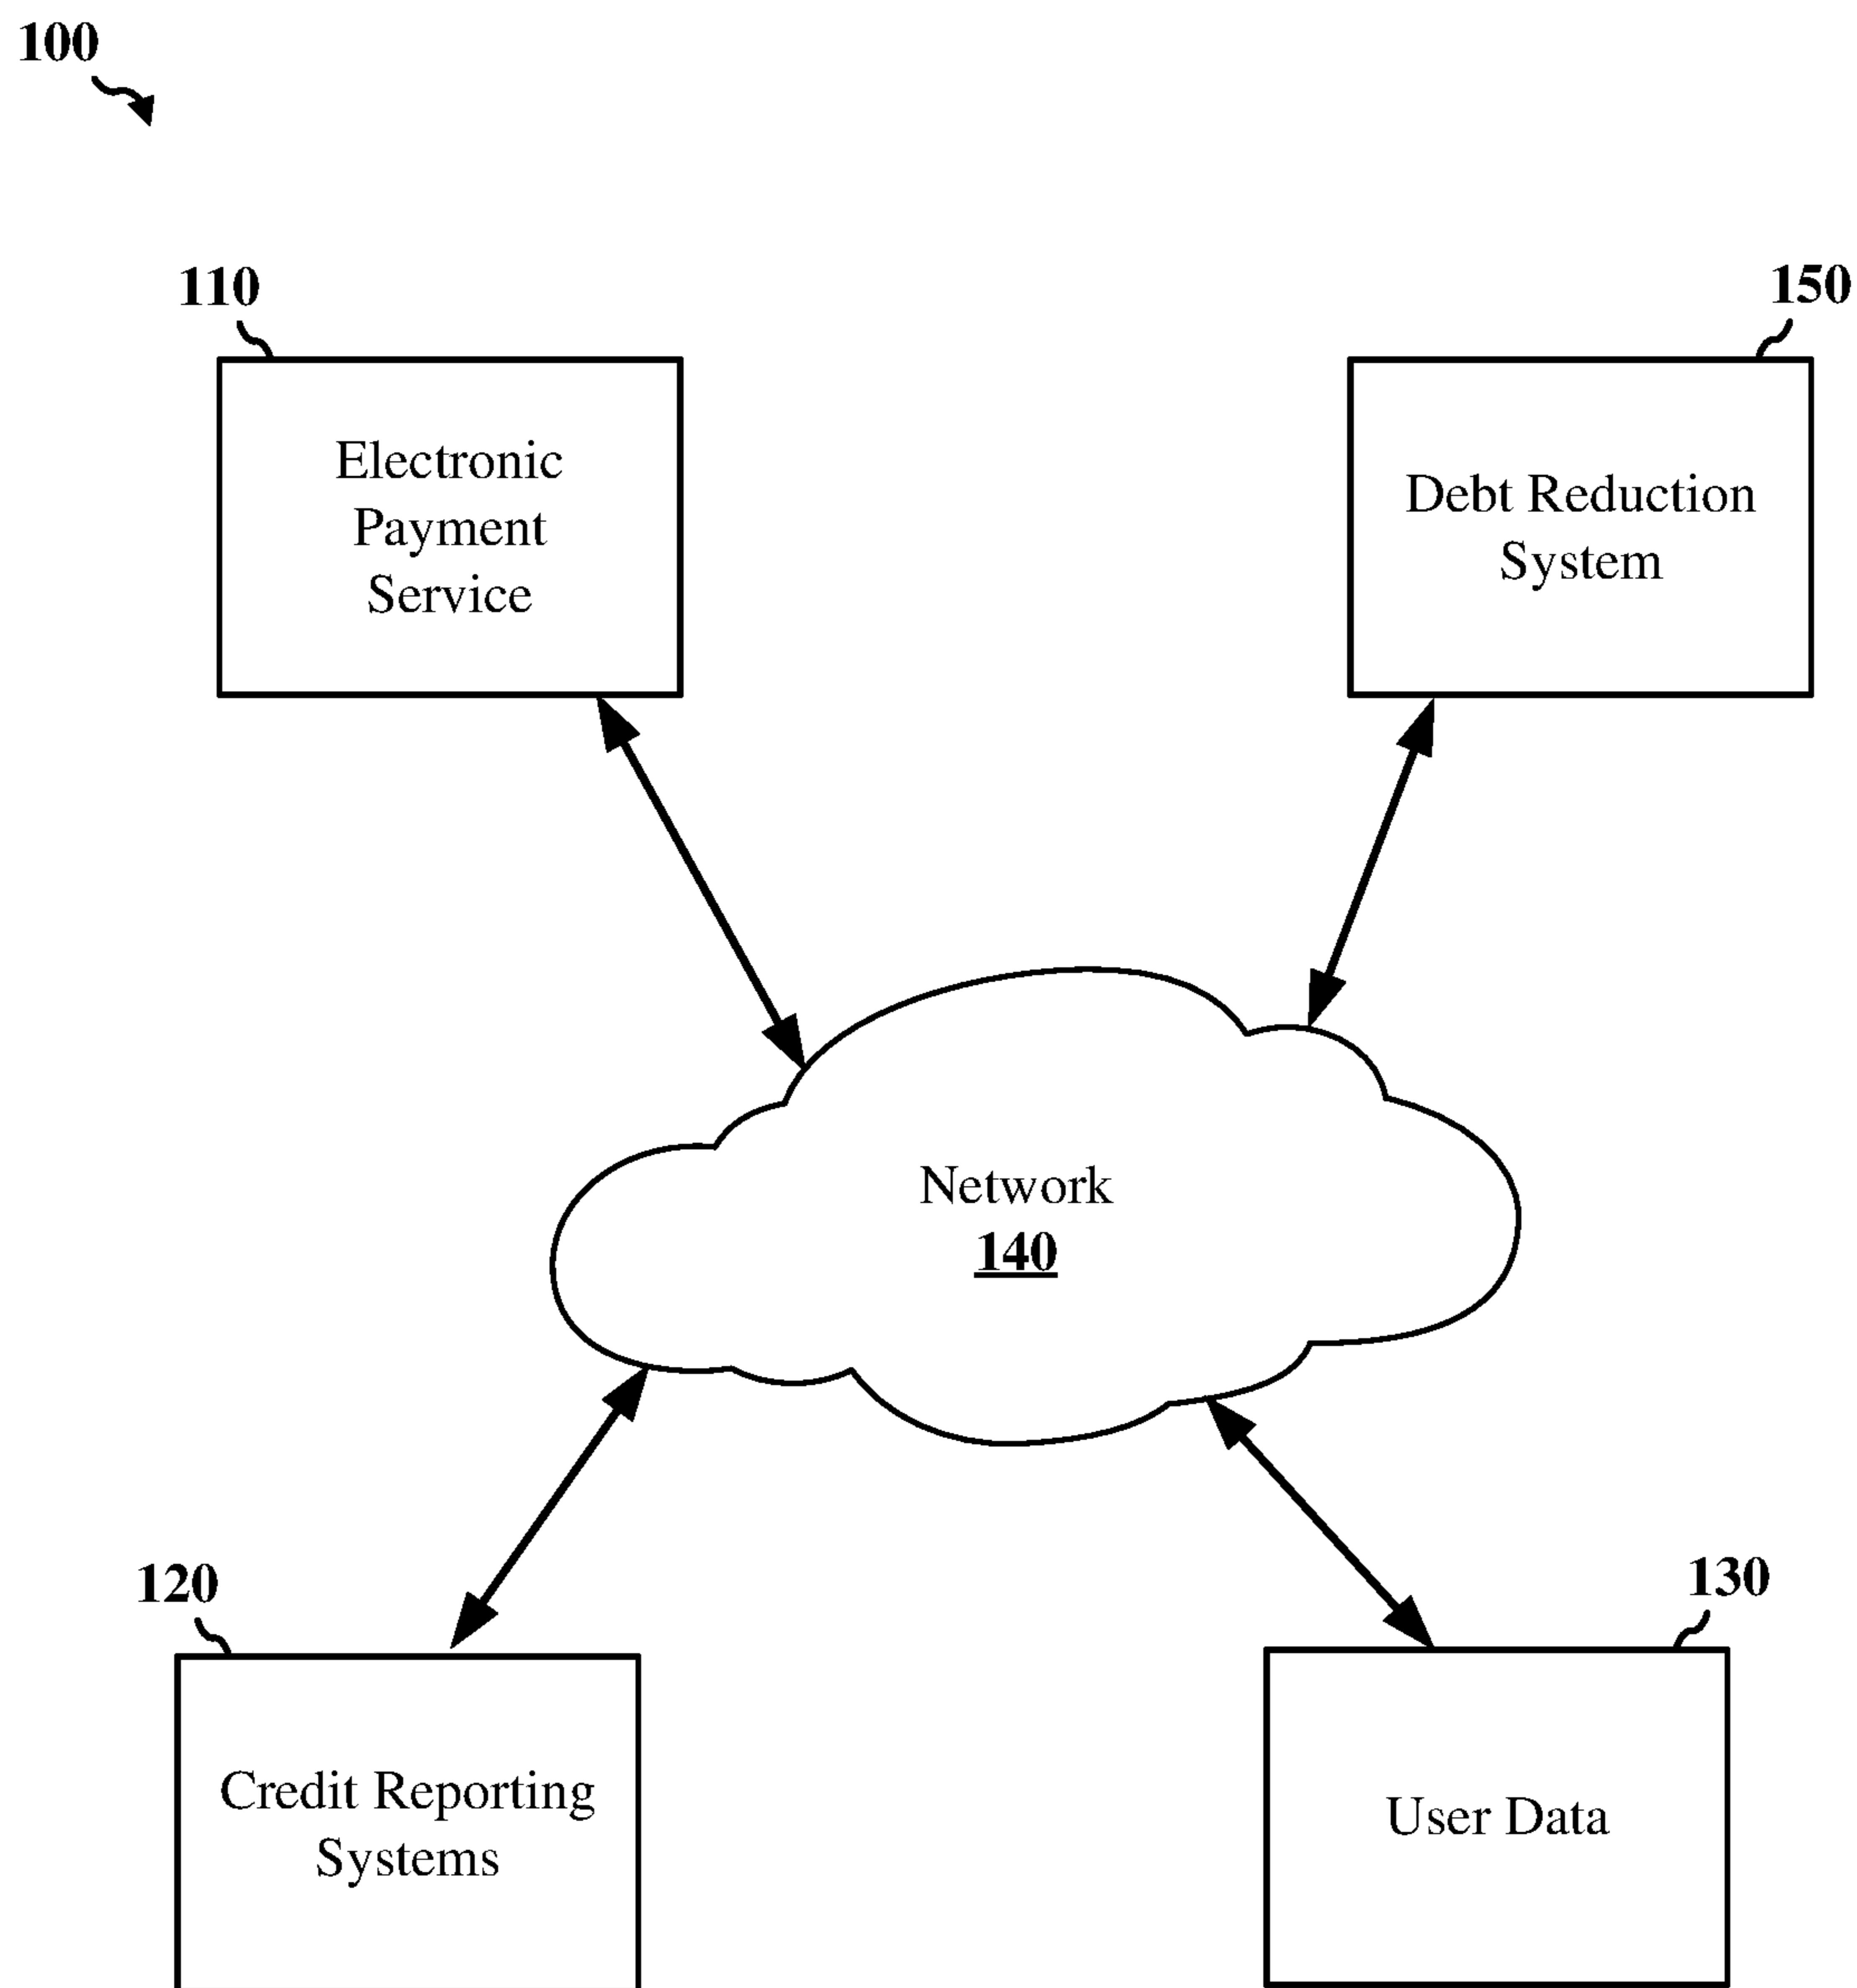 100
110
Electronic
Payment
Service
150
Debt Reduction
System
Network
140
120
Credit Reporting
Systems
130
User Data